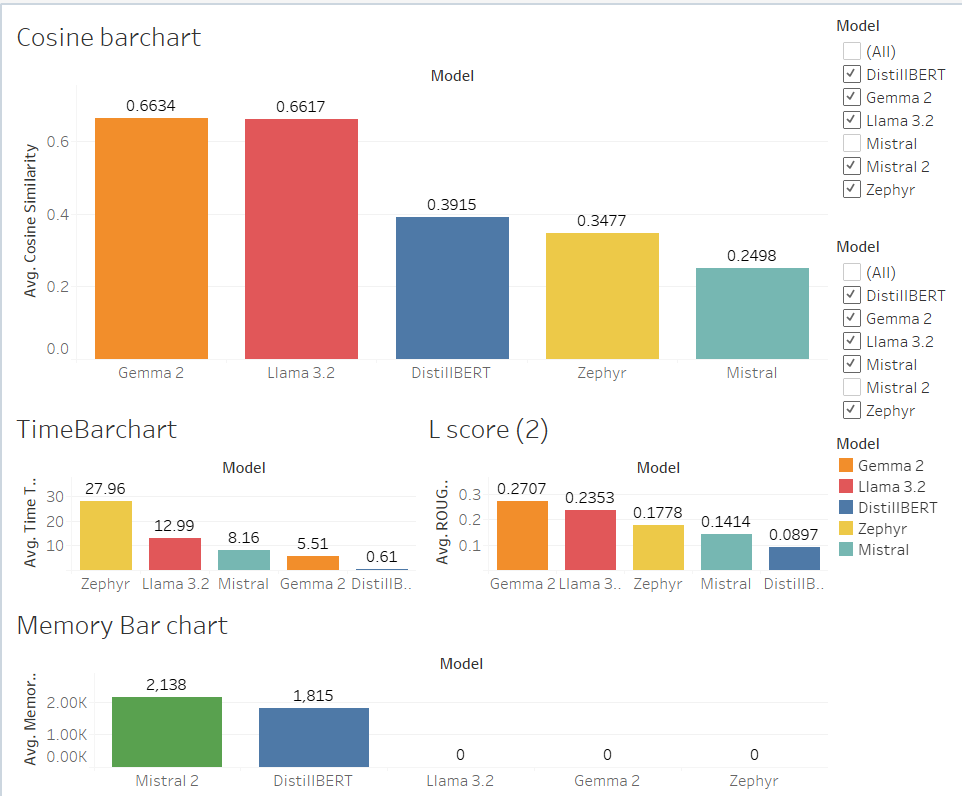 Cosine barchart
Model
Avg. Cosine Similarity
0.6
0.4
0.2
0.0
0.6634
0.6617
0.3915
0.3477
0.2498
Gemma 2
Llama 3.2
DistillBERT
Zephyr
Mistral
Model
(All)
DistillBERT
Gemma 2
Llama 3.2
Mistral
Mistral 2
Zephyr
Model
(All)
DistillBERT
Gemma 2
Llama 3.2
Mistral
Mistral 2
Zephyr
Model
Gemma 2
Llama 3.2
DistillBERT
Zephyr
Mistral
TimeBarchart
Model
Avg. Time T..
30
20
10
27.96
12.99
8.16
5.51
0.61
Zephyr
Llama 3.2
Mistral
Gemma 2
DistillB..
L score (2)
Model
Avg. ROUG..
0.3
0.2
0.1
0.2707
0.2353
0.1778
0.1414
0.0897
Gemma 2
Llama 3..
Zephyr
Mistral
DistillB..
Memory Bar chart
Model
Avg. Memor..
2.00K
1.00K
0.00K
2,138
1,815
0
0
0
Mistral 2
DistillBERT
Llama 3.2
Gemma 2
Zephyr